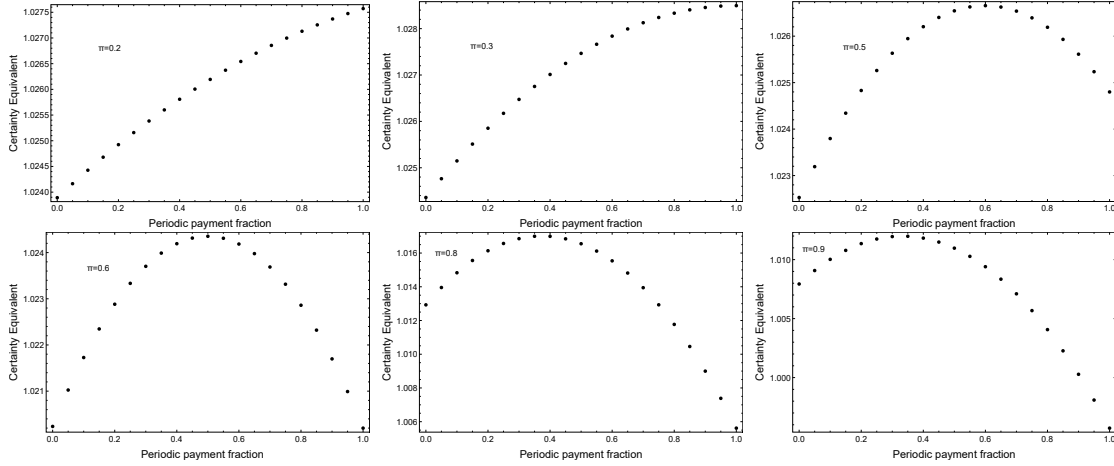 1.0275
1.0270
1.0265
1.0260
1.0255
1.0250
1.0245
1.0240
Certainty Equivalent
π=0.2
0.0 0.2 0.4 0.6 0.8 1.0
Periodic payment fraction
1.028
1.027
1.026
1.025
Certainty Equivalent
π=0.3
0.0 0.2 0.4 0.6 0.8 1.0
Periodic payment fraction
1.026
1.025
1.024
1.023
Certainty Equivalent
π=0.5
0.0 0.2 0.4 0.6 0.8 1.0
Periodic payment fraction
1.024
1.023
1.022
1.021
Certainty Equivalent
π=0.6
0.0 0.2 0.4 0.6 0.8 1.0
Periodic payment fraction
1.016
1.014
1.012
1.010
1.008
1.006
Certainty Equivalent
π=0.8
0.0 0.2 0.4 0.6 0.8 1.0
Periodic payment fraction
1.010
1.005
1.000
Certainty Equivalent
π=0.9
0.0 0.2 0.4 0.6 0.8 1.0
Periodic payment fraction